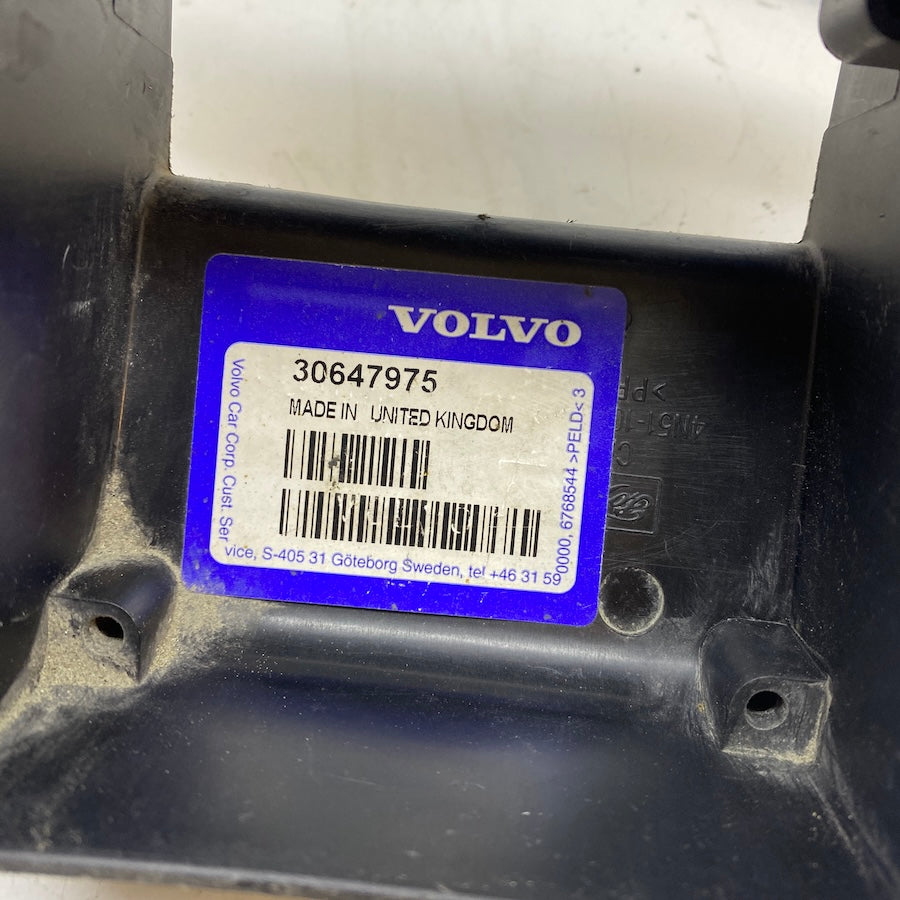 VOLVO
30647975
MADE IN UNITED KINGDOM
Volvo Car Corp. Cust. Ser
vice, S-405 31 Göteborg Sweden, tel +46 31 59
0000, 6768544 >PELD< 3